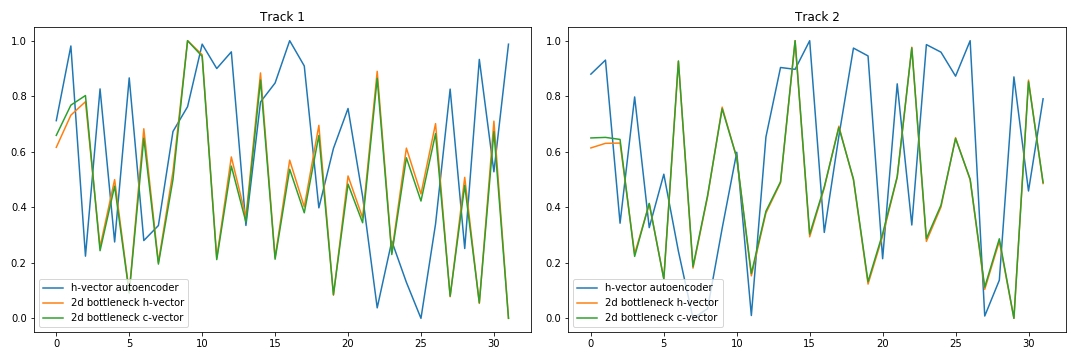 Track 1
1.0
0.8
0.6
0.4
0.2
0.0
h-vector autoencoder
2d bottleneck h-vector
2d bottleneck c-vector
0 5 10 15 20 25 30
Track 2
1.0
0.8
0.6
0.4
0.2
0.0
h-vector autoencoder
2d bottleneck h-vector
2d bottleneck c-vector
0 5 10 15 20 25 30